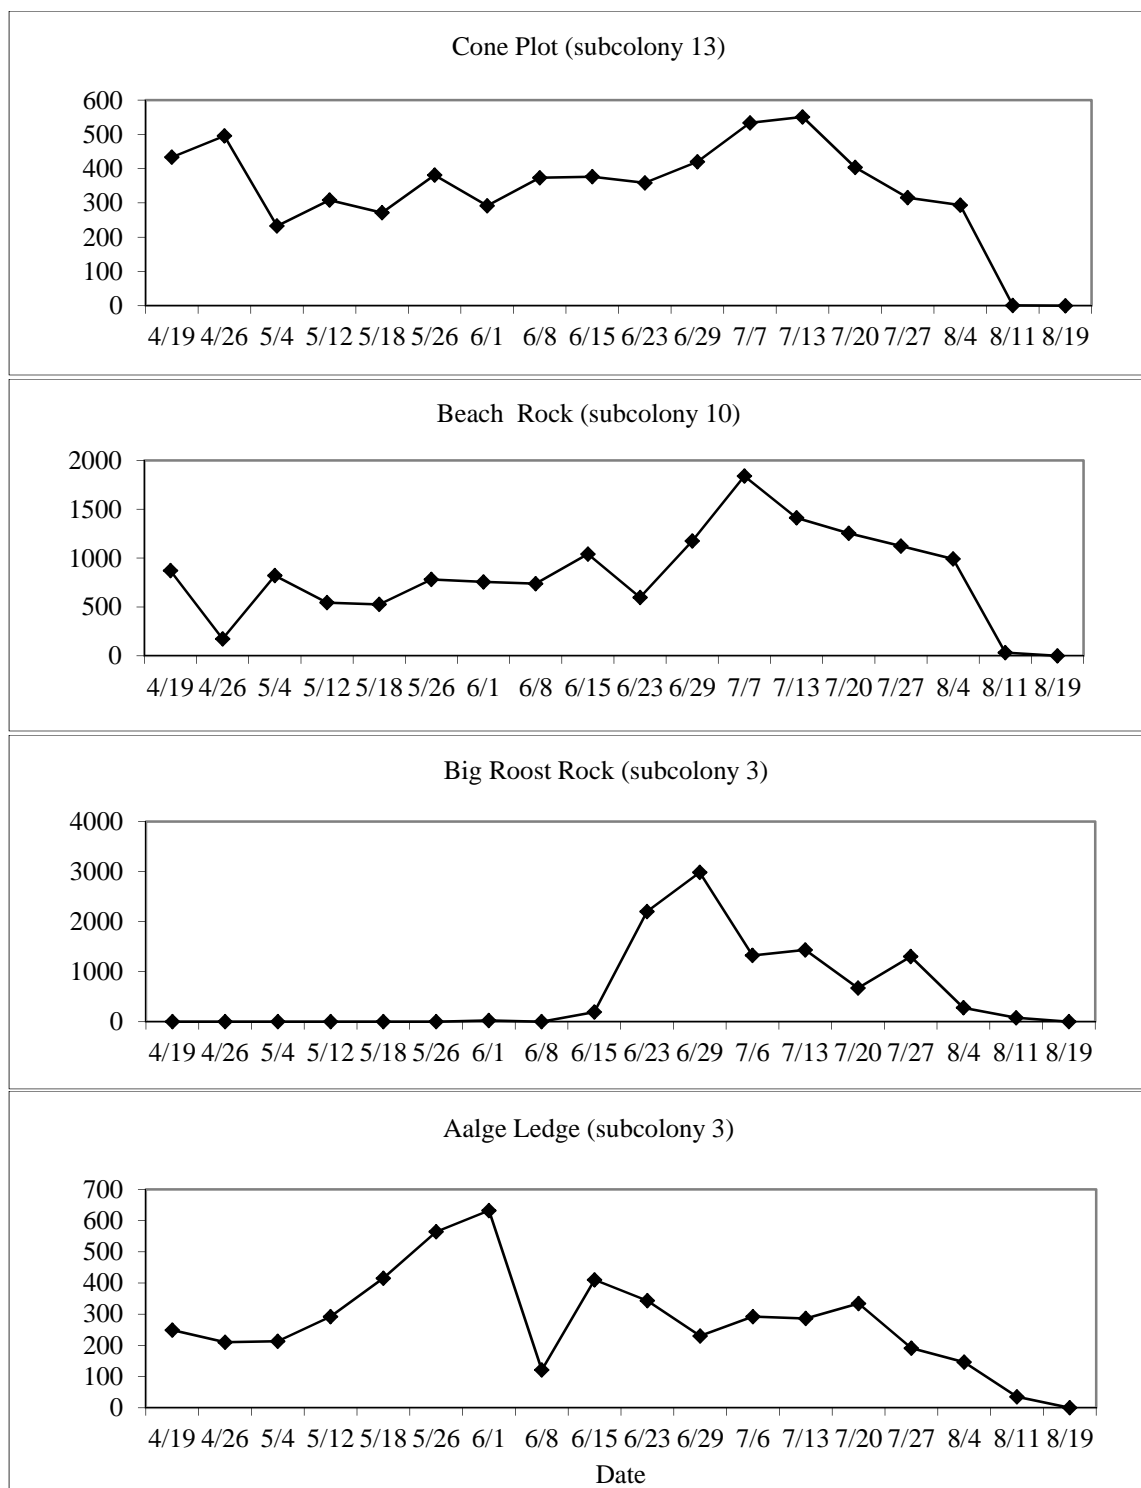 Cone Plot (subcolony 13)
600
500
400
300
200
100
0
4/19 4/26 5/4 5/12 5/18 5/26 6/1 6/8 6/15 6/23 6/29 7/7 7/13 7/20 7/27 8/4 8/11 8/19
Beach Rock (subcolony 10)
2000
1500
1000
500
0
4/19 4/26 5/4 5/12 5/18 5/26 6/1 6/8 6/15 6/23 6/29 7/7 7/13 7/20 7/27 8/4 8/11 8/19
Big Roost Rock (subcolony 3)
4000
3000
2000
1000
0
4/19 4/26 5/4 5/12 5/18 5/26 6/1 6/8 6/15 6/23 6/29 7/6 7/13 7/20 7/27 8/4 8/11 8/19
Aalge Ledge (subcolony 3)
700
600
500
400
300
200
100
0
4/19 4/26 5/4 5/12 5/18 5/26 6/1 6/8 6/15 6/23 6/29 7/6 7/13 7/20 7/27 8/4 8/11 8/19
Date